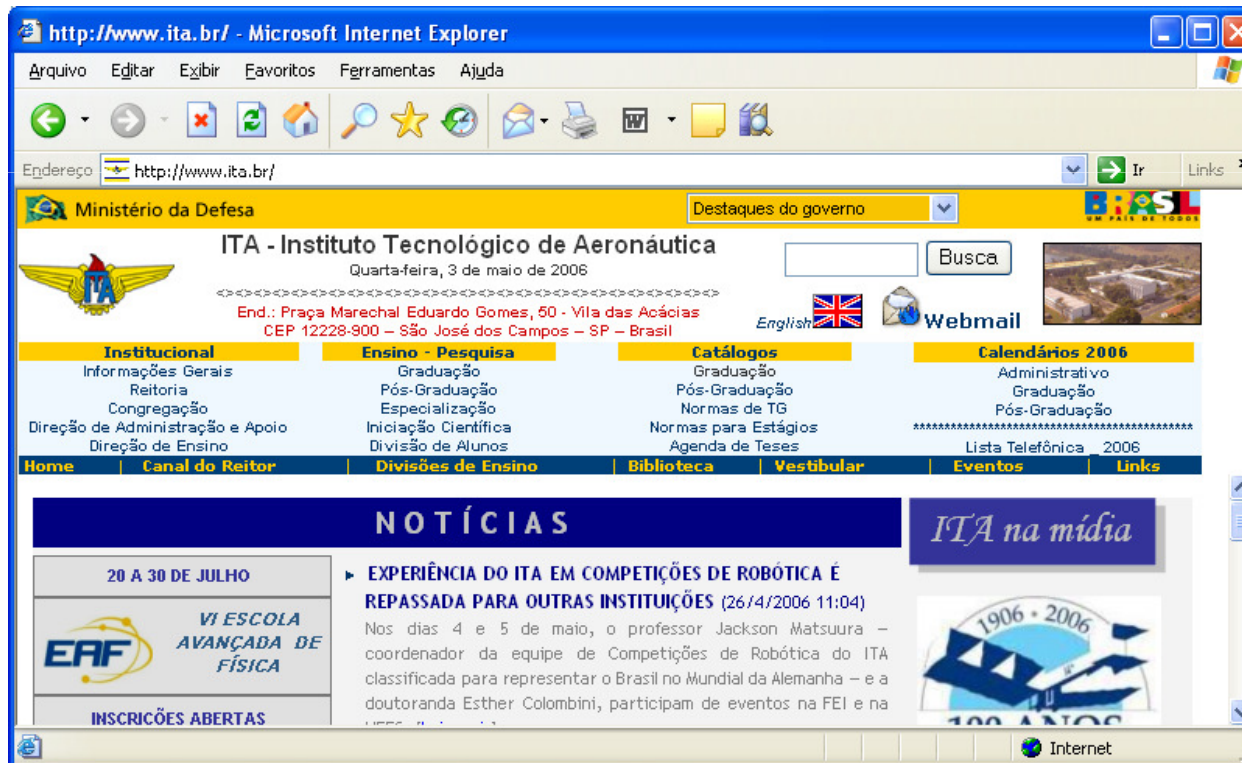 http://www.ita.br/ - Microsoft Internet Explorer
Arquivo Editar Exibir Favoritos Ferramentas Ajuda
W
Endereço http://www.ita.br/ Ir Links
Ministério da Defesa Destaques do governo BRASIL
UM PAÍS DE TODOS
ITA - Instituto Tecnológico de Aeronáutica
Quarta-feira, 3 de maio de 2006
Busca
ITA
<><><><><><><><><><><><><><><><><><><><><><><><><><><><><><><><><><><><>
End.: Praça Marechal Eduardo Gomes, 50 - Vila das Acácias
CEP 12228-900 – São José dos Campos – SP – Brasil
English Webmail
Institucional Ensino - Pesquisa Catálogos Calendários 2006
Informações Gerais Graduação Graduação Administrativo
Reitoria Pós-Graduação Pós-Graduação Graduação
Congregação Especialização Normas de TG Pós-Graduação
Direção de Administração e Apoio Iniciação Científica Normas para Estágios ***********************************************
Direção de Ensino Divisão de Alunos Agenda de Teses Lista Telefônica _ 2006
Home | Canal do Reitor | Divisões de Ensino | Biblioteca | Vestibular | Eventos | Links
NOTÍCIAS
ITA na mídia
20 A 30 DE JULHO
EAF
VI ESCOLA
AVANÇADA DE
FÍSICA
INSCRIÇÕES ABERTAS
EXPERIÊNCIA DO ITA EM COMPETIÇÕES DE ROBÓTICA É
REPASSADA PARA OUTRAS INSTITUIÇÕES (26/4/2006 11:04)
Nos dias 4 e 5 de maio, o professor Jackson Matsuura –
coordenador da equipe de Competições de Robótica do ITA
classificada para representar o Brasil no Mundial da Alemanha – e a
doutoranda Esther Colombini, participam de eventos na FEI e na
1906 - 2006
100 ANOS
Internet